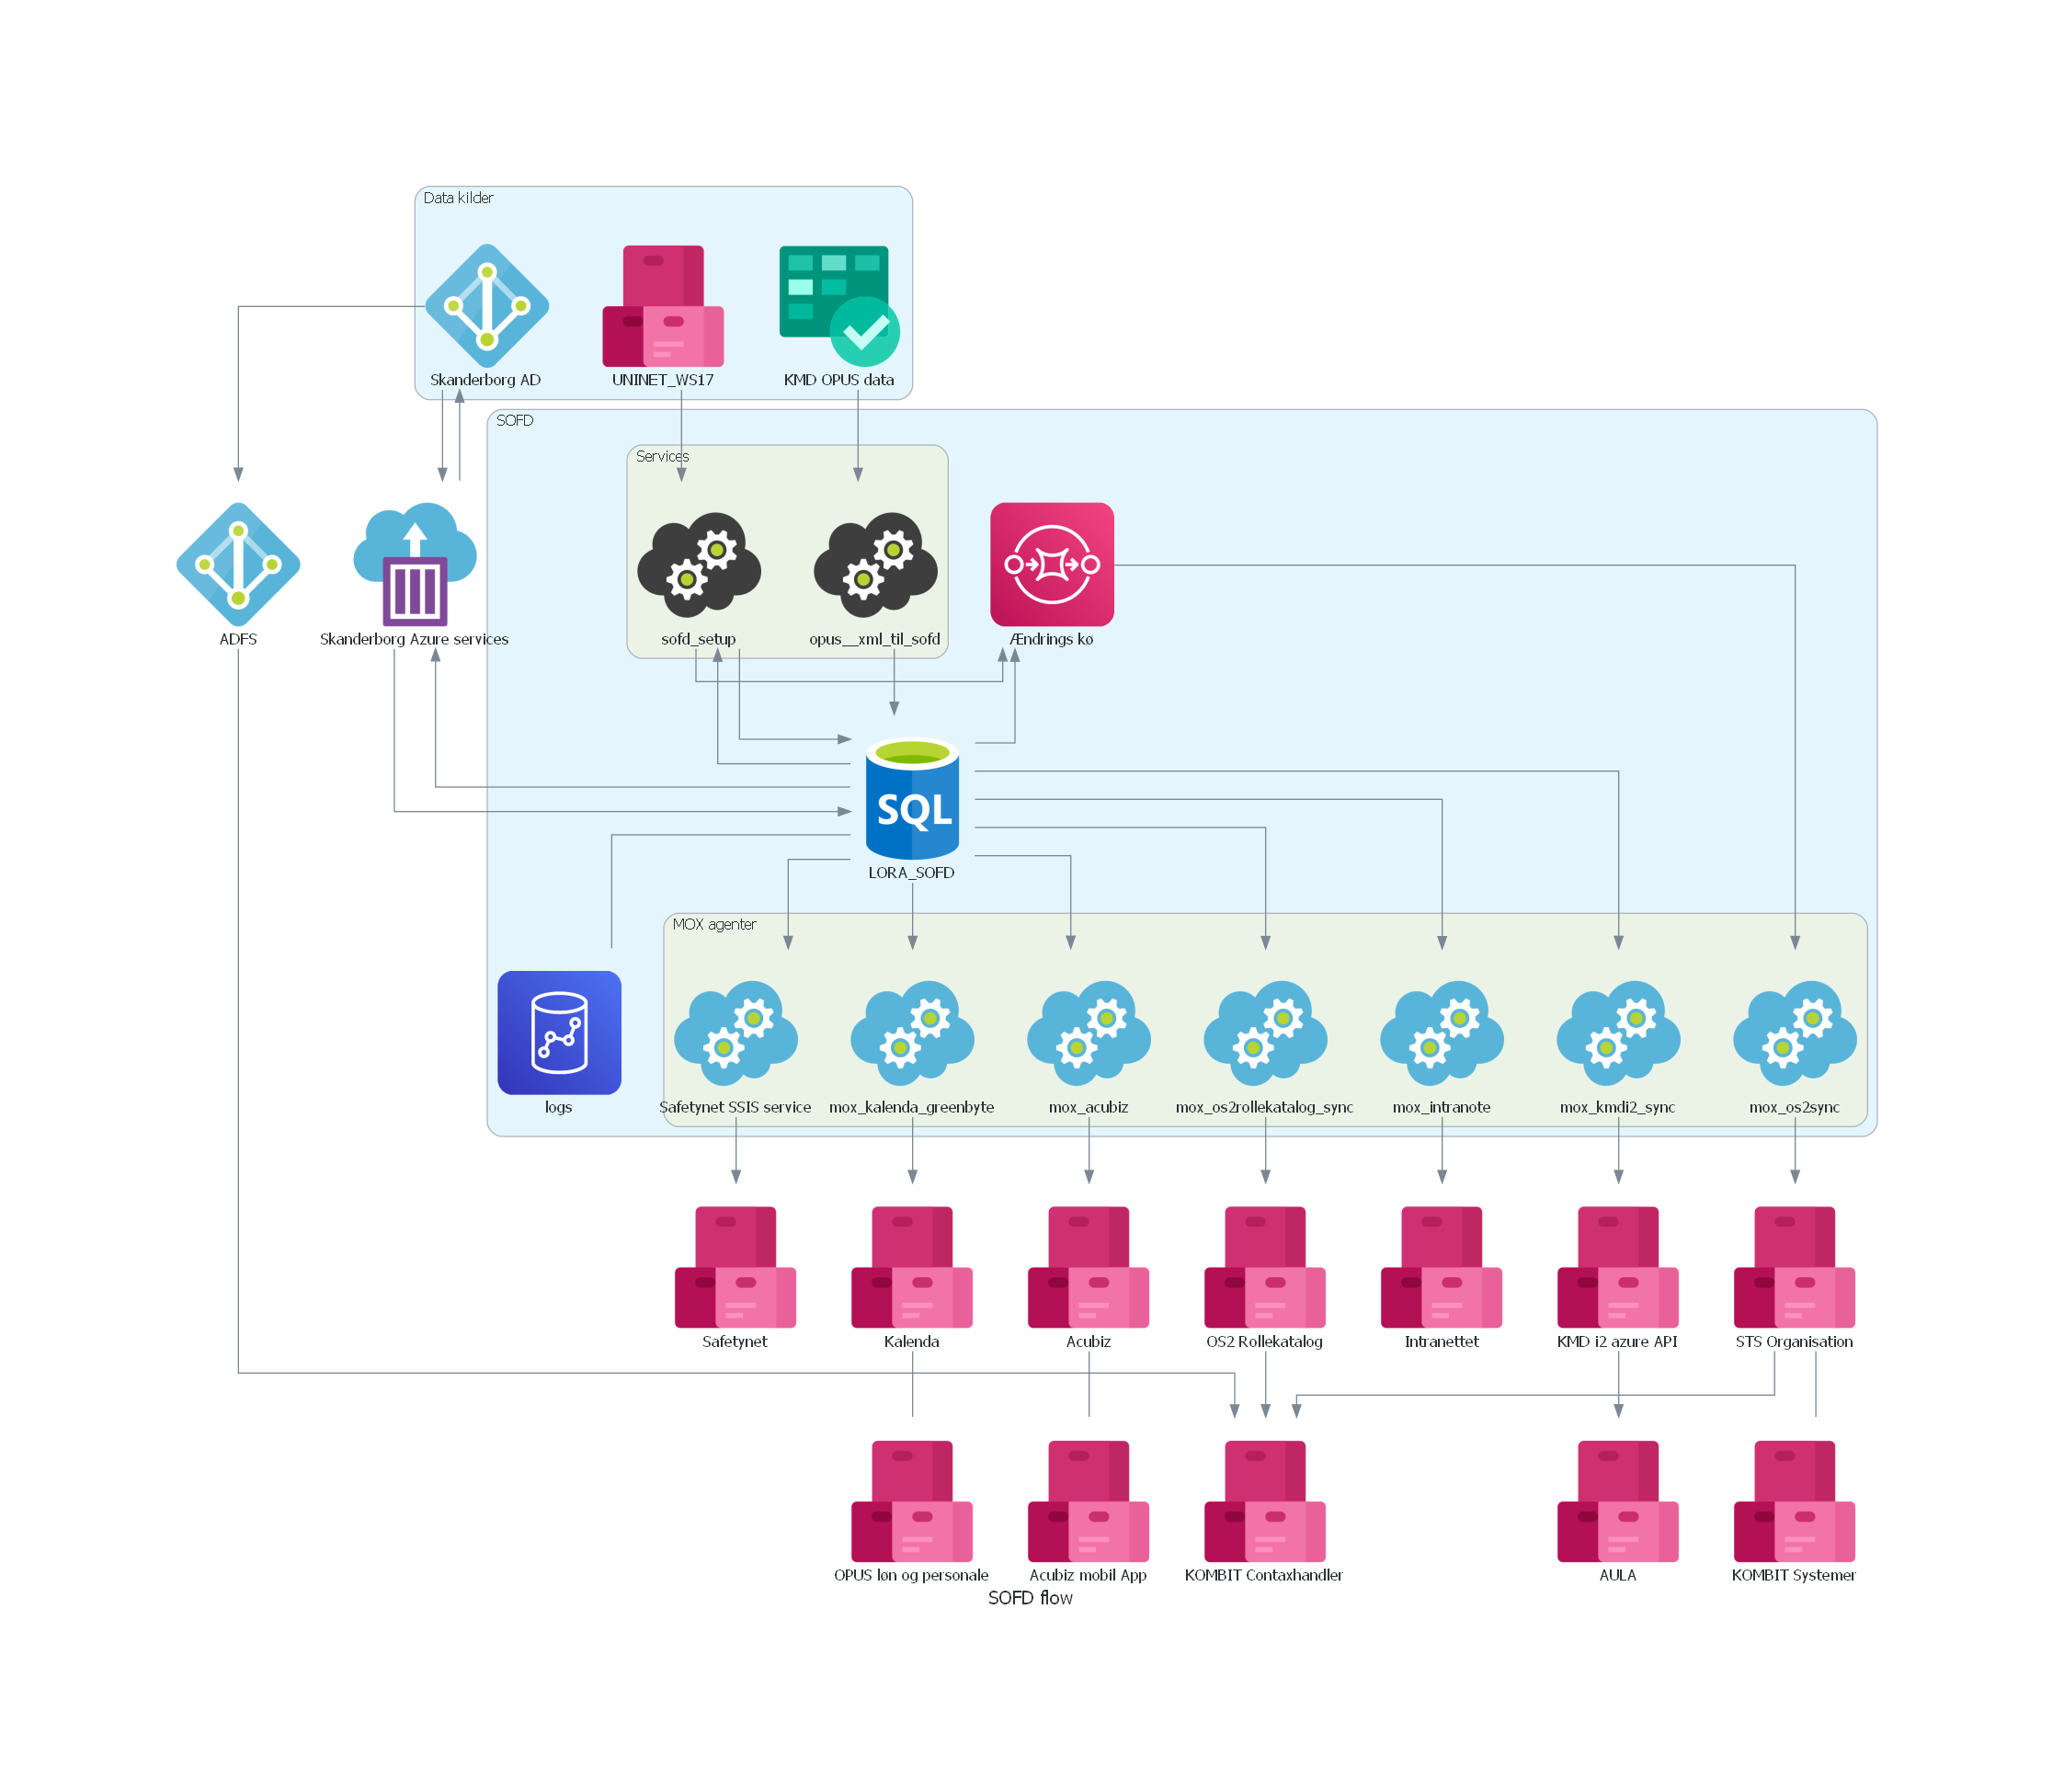 Data kilder
Skanderborg AD
UNINET_WS17
KMD OPUS data
SOFD
Services
ADFS
Skanderborg Azure services
sofd_setup
opus__xml_til_sofd
Ændrings kø
SQL
LORA_SOFD
MOX agenter
logs
Safetynet SSIS service
mox_kalenda_greenbyte
mox_acubiz
mox_os2rollekatalog_sync
mox_intranote
mox_kmdi2_sync
mox_os2sync
Safetynet
Kalenda
Acubiz
OS2 Rollekatalog
Intranettet
KMD i2 azure API
STS Organisation
OPUS løn og personale
Acubiz mobil App
KOMBIT Contaxhandler
AULA
KOMBIT Systemer
SOFD flow